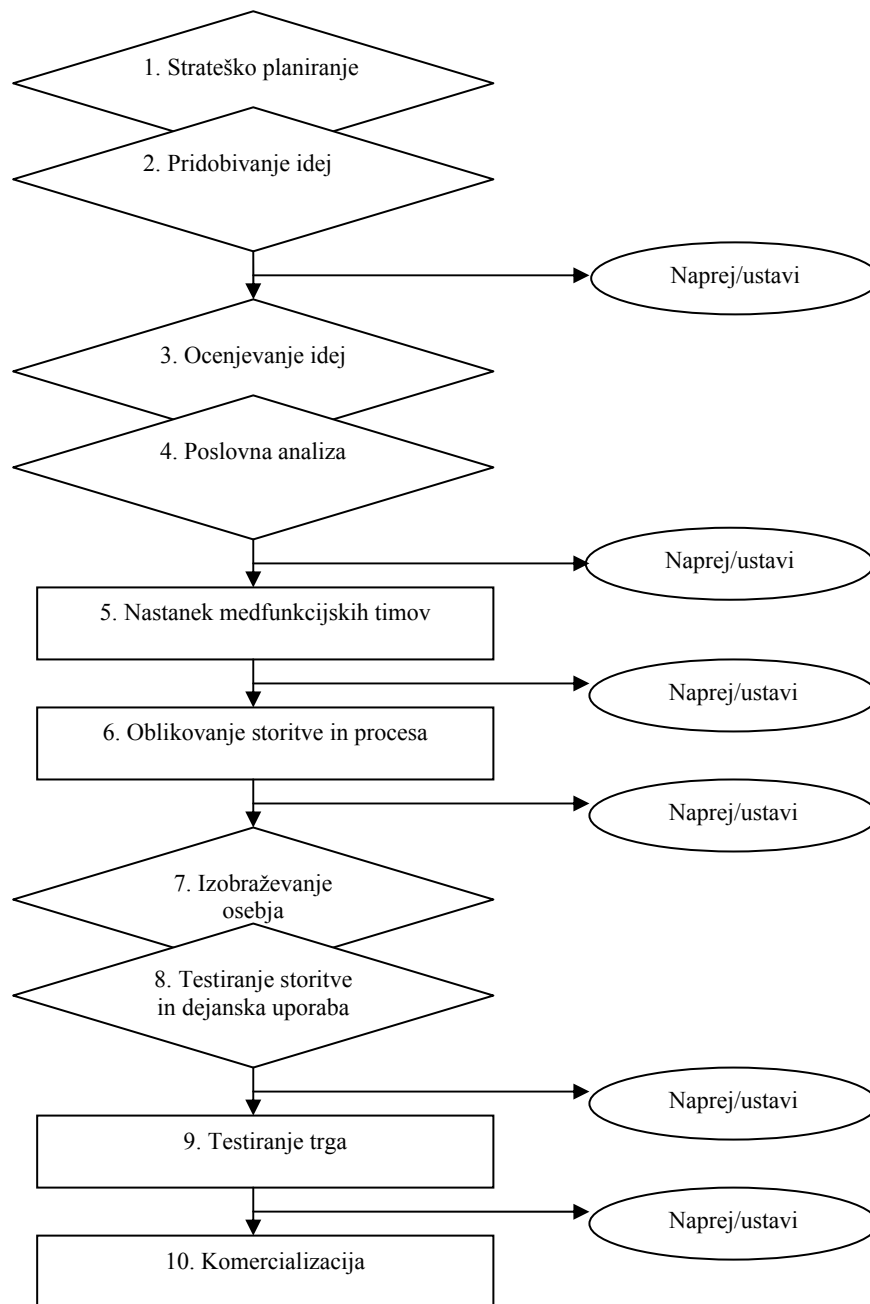 1. Strateško planiranje
2. Pridobivanje idej
Naprej/ustavi
3. Ocenjevanje idej
4. Poslovna analiza
Naprej/ustavi
5. Nastanek medfunkcijskih timov
Naprej/ustavi
6. Oblikovanje storitve in procesa
Naprej/ustavi
7. Izobraževanje
osebja
8. Testiranje storitve
in dejanska uporaba
Naprej/ustavi
9. Testiranje trga
Naprej/ustavi
10. Komercializacija